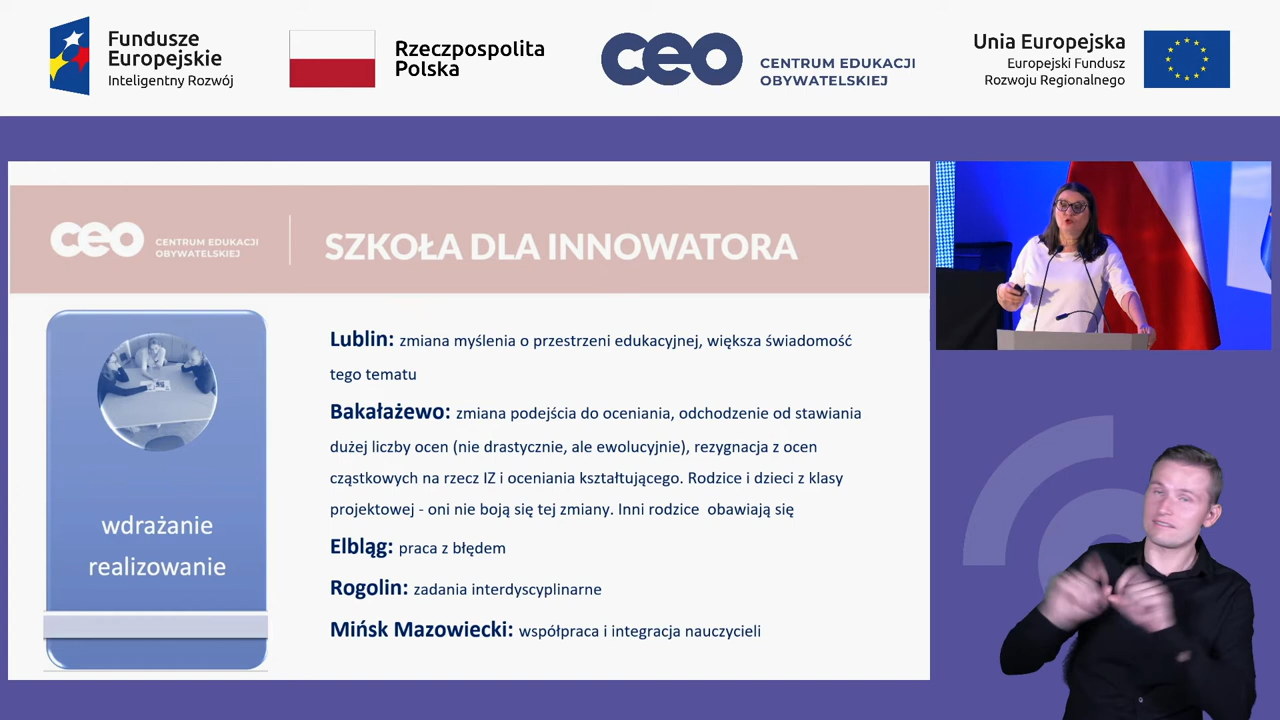 Fundusze
Europejskie
Inteligentny Rozwój
Rzeczpospolita
Polska
ceo
CENTRUM EDUKACJI
OBYWATELSKIEJ
Unia Europejska
Europejski Fundusz
Rozwoju Regionalnego
ceo
CENTRUM EDUKACJI
OBYWATELSKIEJ
SZKOŁA DLA INNOWATORA
wdrażanie
realizowanie
Lublin: zmiana myślenia o przestrzeni edukacyjnej, większa świadomość
tego tematu
Bakałażewo: zmiana podejścia do oceniania, odchodzenie od stawiania
dużej liczby ocen (nie drastycznie, ale ewolucyjnie), rezygnacja z ocen
cząstkowych na rzecz IZ i oceniania kształtującego. Rodzice i dzieci z klasy
projektowej - oni nie boją się tej zmiany. Inni rodzice obawiają się
Elbląg: praca z błędem
Rogolin: zadania interdyscyplinarne
Mińsk Mazowiecki: współpraca i integracja nauczycieli